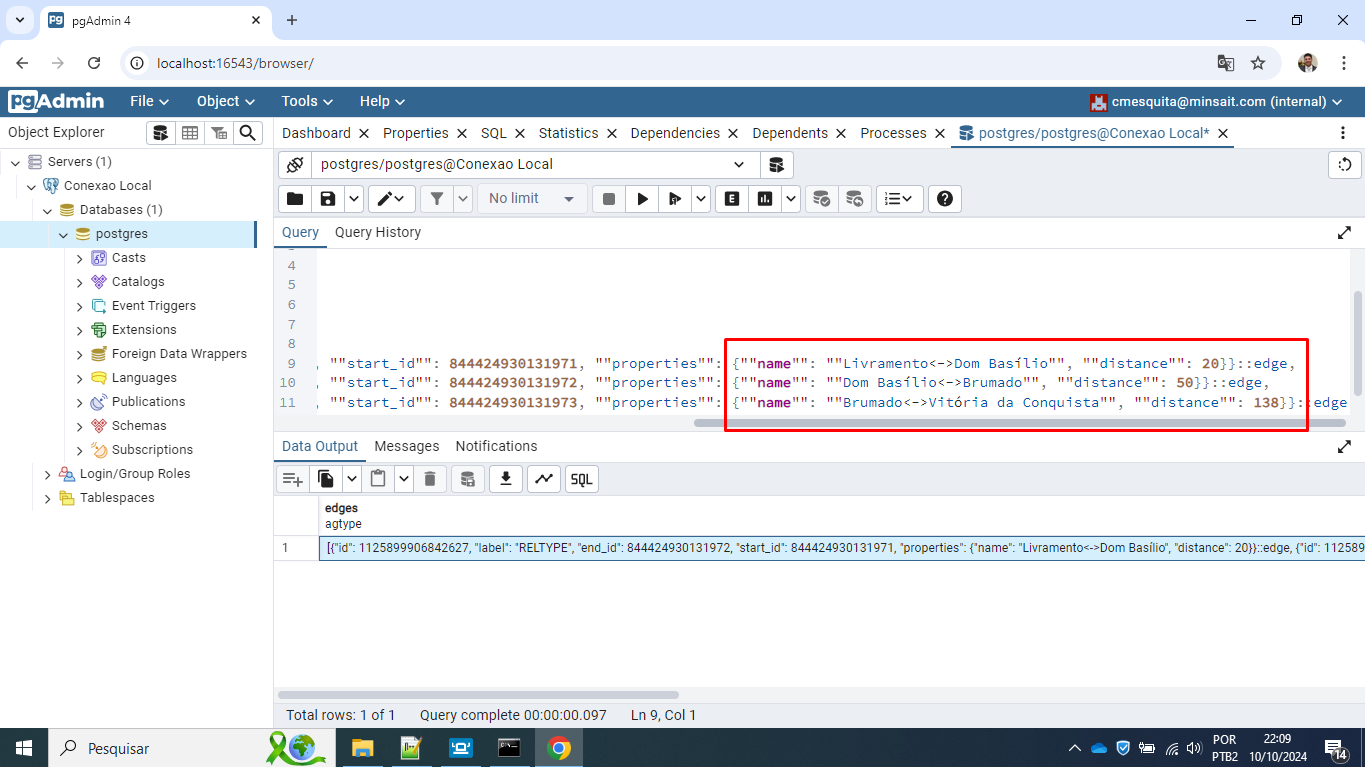 pgAdmin 4
localhost:16543/browser/
pgAdmin File Object Tools Help cmesquita@minsait.com (internal)
Object Explorer
Dashboard Properties SQL Statistics Dependencies Dependents Processes postgres/postgres@Conexao Local*
Servers (1)
Conexao Local
Databases (1)
postgres
Casts
Catalogs
Event Triggers
Extensions
Foreign Data Wrappers
Languages
Publications
Schemas
Subscriptions
Login/Group Roles
Tablespaces
postgres/postgres@Conexao Local
No limit
E
Query Query History
4
5
6
7
8
9 , ""start_id"": 844424930131971, ""properties"": {""name"": ""Livramento<->Dom Basílio"", ""distance"": 20}}::edge,
10 , ""start_id"": 844424930131972, ""properties"": {""name"": ""Dom Basílio<->Brumado"", ""distance"": 50}}::edge,
11 , ""start_id"": 844424930131973, ""properties"": {""name"": ""Brumado<->Vitória da Conquista"", ""distance"": 138}}::edge
Data Output Messages Notifications
SQL
edges
agtype
1 [{"id": 1125899906842627, "label": "RELTYPE", "end_id": 844424930131972, "start_id": 844424930131971, "properties": {"name": "Livramento<->Dom Basílio", "distance": 20}}::edge, {"id": 112589
Total rows: 1 of 1 Query complete 00:00:00.097 Ln 9, Col 1
Pesquisar
POR
PTB2
22:09
10/10/2024
14